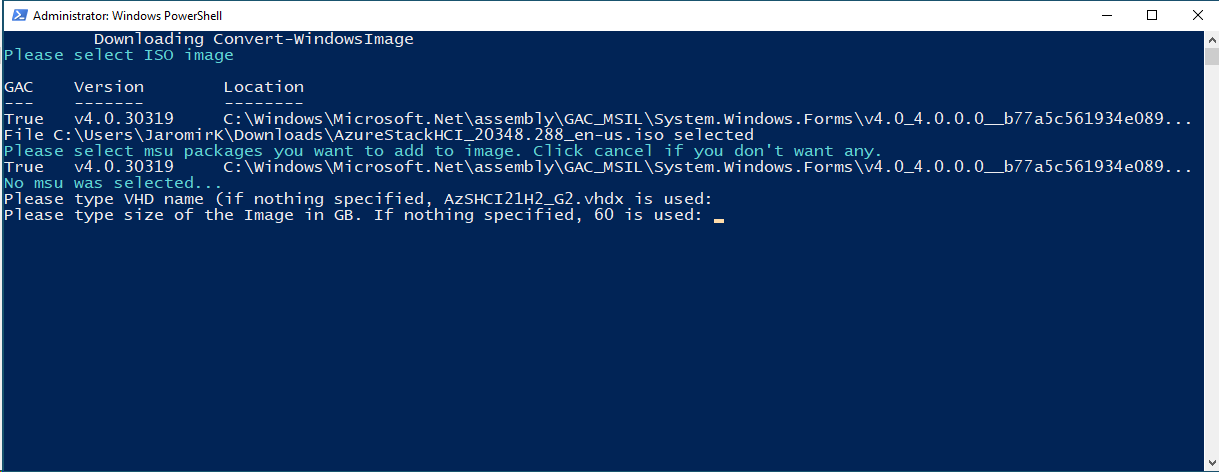 Administrator: Windows PowerShell
Downloading Convert-WindowsImage
Please select ISO image
GAC    Version        Location
---    -------        --------
True   v4.0.30319     C:\Windows\Microsoft.Net\assembly\GAC_MSIL\System.Windows.Forms\v4.0_4.0.0.0__b77a5c561934e089...
File C:\Users\JaromirK\Downloads\AzureStackHCI_20348.288_en-us.iso selected
Please select msu packages you want to add to image. Click cancel if you don't want any.
True   v4.0.30319     C:\Windows\Microsoft.Net\assembly\GAC_MSIL\System.Windows.Forms\v4.0_4.0.0.0__b77a5c561934e089...
No msu was selected...
Please type VHD name (if nothing specified, AzSHCI21H2_G2.vhdx is used:
Please type size of the Image in GB. If nothing specified, 60 is used: